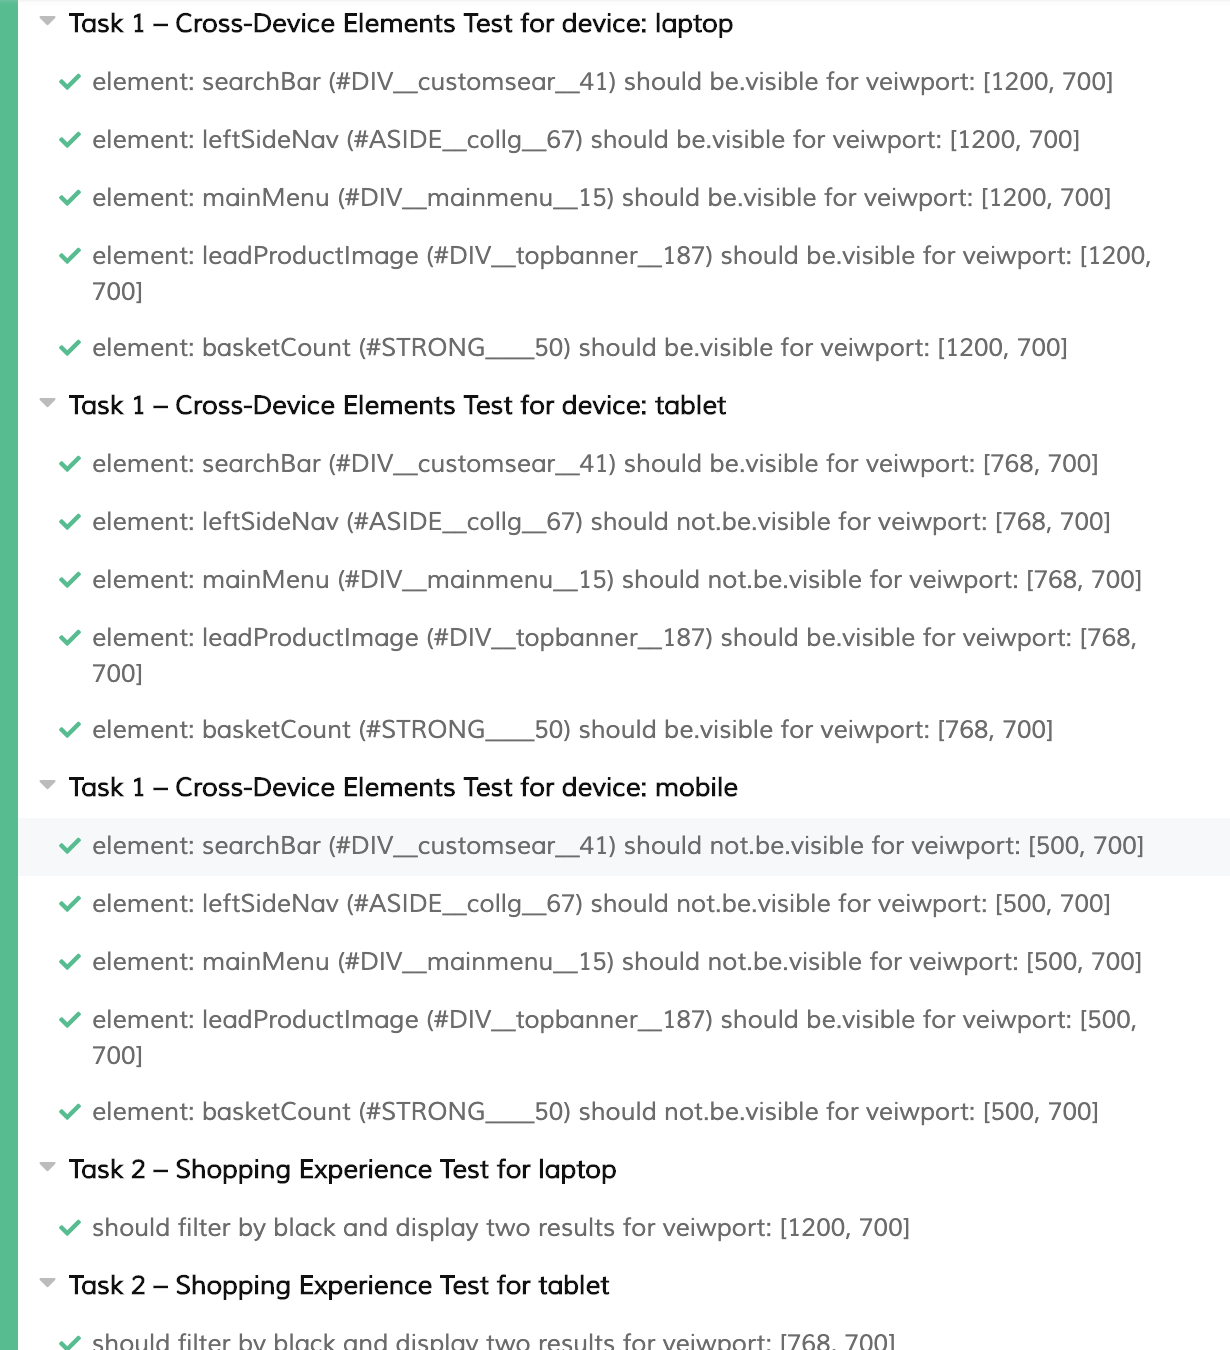 Task 1 – Cross-Device Elements Test for device: laptop
element: searchBar (#DIV__customsear__41) should be.visible for veiwport: [1200, 700]
element: leftSideNav (#ASIDE__collg__67) should be.visible for veiwport: [1200, 700]
element: mainMenu (#DIV__mainmenu__15) should be.visible for veiwport: [1200, 700]
element: leadProductImage (#DIV__topbanner__187) should be.visible for veiwport: [1200,
700]
element: basketCount (#STRONG____50) should be.visible for veiwport: [1200, 700]
Task 1 – Cross-Device Elements Test for device: tablet
element: searchBar (#DIV__customsear__41) should be.visible for veiwport: [768, 700]
element: leftSideNav (#ASIDE__collg__67) should not.be.visible for veiwport: [768, 700]
element: mainMenu (#DIV__mainmenu__15) should not.be.visible for veiwport: [768, 700]
element: leadProductImage (#DIV__topbanner__187) should be.visible for veiwport: [768,
700]
element: basketCount (#STRONG____50) should be.visible for veiwport: [768, 700]
Task 1 – Cross-Device Elements Test for device: mobile
element: searchBar (#DIV__customsear__41) should not.be.visible for veiwport: [500, 700]
element: leftSideNav (#ASIDE__collg__67) should not.be.visible for veiwport: [500, 700]
element: mainMenu (#DIV__mainmenu__15) should not.be.visible for veiwport: [500, 700]
element: leadProductImage (#DIV__topbanner__187) should be.visible for veiwport: [500,
700]
element: basketCount (#STRONG____50) should not.be.visible for veiwport: [500, 700]
Task 2 – Shopping Experience Test for laptop
should filter by black and display two results for veiwport: [1200, 700]
Task 2 – Shopping Experience Test for tablet
should filter by black and display two results for veiwport: [768, 700]